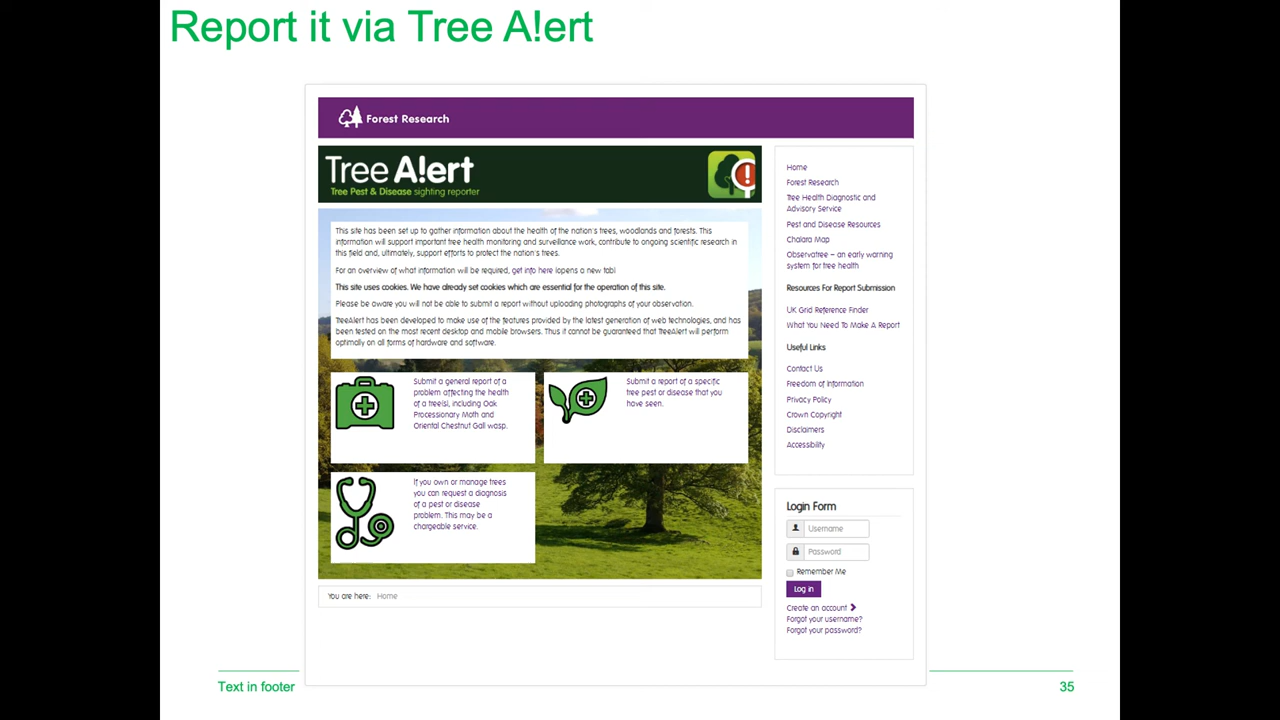 Report it via Tree A!ert
Forest Research
Tree A!ert
Tree Pest & Disease sighting reporter
This site has been set up to gather information about the health of the nation's trees, woodlands and forests. This
information will support important tree health monitoring and surveillance work, contribute to ongoing scientific research in
this field and, ultimately, support efforts to protect the nation's trees.
For an overview of what information will be required, get info here (opens a new tab)
This site uses cookies. We have already set cookies which are essential for the operation of this site.
Please be aware you will not be able to submit a report without uploading photographs of your observation.
TreeAlert has been developed to make use of the features provided by the latest generation of web technologies, and has
been tested on the most recent desktop and mobile browsers. Thus it cannot be guaranteed that TreeAlert will perform
optimally on all forms of hardware and software.
Submit a general report of a
problem affecting the health
of a tree(s), including Oak
Processionary Moth and
Oriental Chestnut Gall wasp.
Submit a report of a specific
tree pest or disease that you
have seen.
If you own or manage trees
you can request a diagnosis
of a pest or disease
problem. This may be a
chargeable service.
You are here: Home
Home
Forest Research
Tree Health Diagnostic and
Advisory Service
Pest and Disease Resources
Chalara Map
Observatree – an early warning
system for tree health
Resources For Report Submission
UK Grid Reference Finder
What You Need To Make A Report
Useful Links
Contact Us
Freedom of Information
Privacy Policy
Crown Copyright
Disclaimers
Accessibility
Login Form
Username
Password
Remember Me
Log in
Create an account
Forgot your username?
Forgot your password?
Text in footer
35